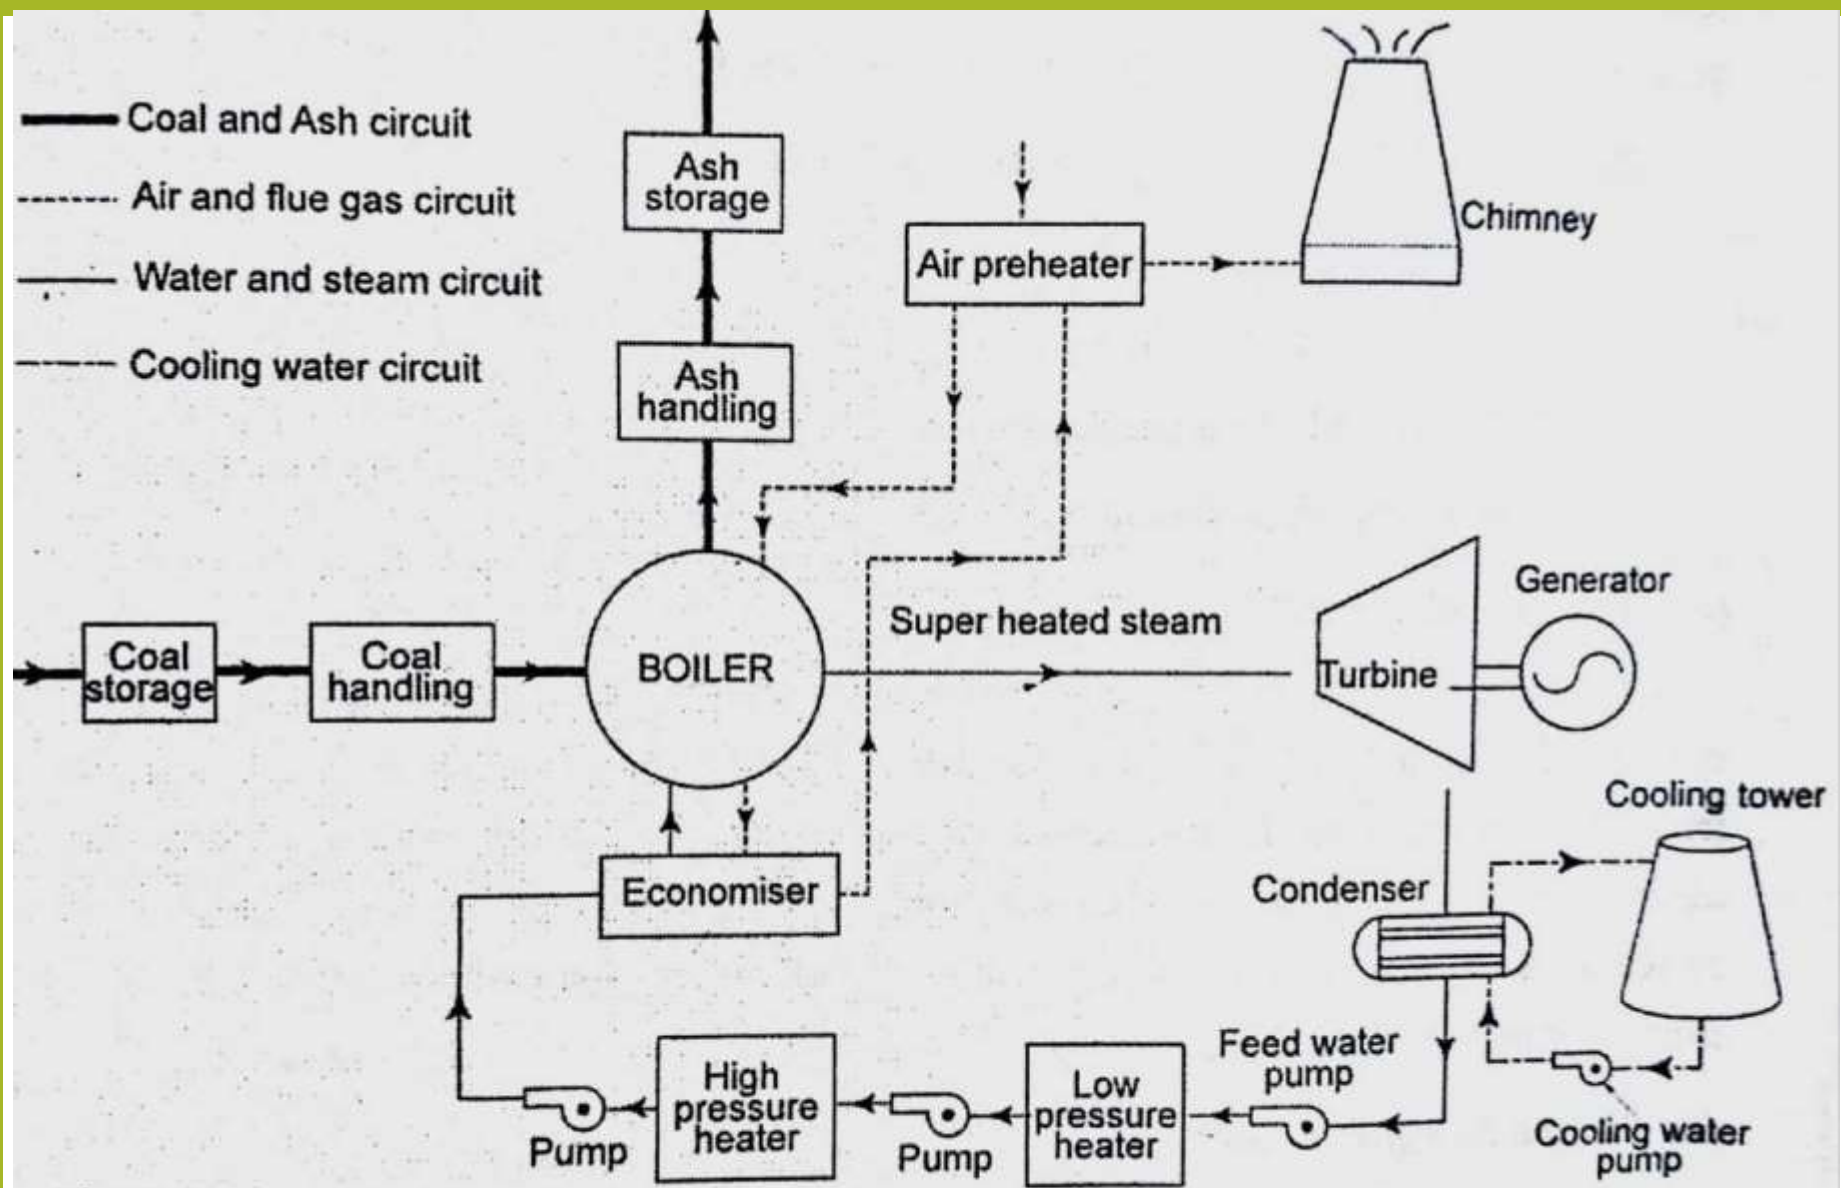 Coal and Ash circuit
Air and flue gas circuit
Water and steam circuit
Cooling water circuit
Ash
storage
Ash
handling
Air preheater
Chimney
Coal
storage
Coal
handling
BOILER
Super heated steam
Turbine
Generator
Economiser
Condenser
Cooling tower
High
pressure
heater
Pump
Low
pressure
heater
Pump
Feed water
pump
Cooling water
pump